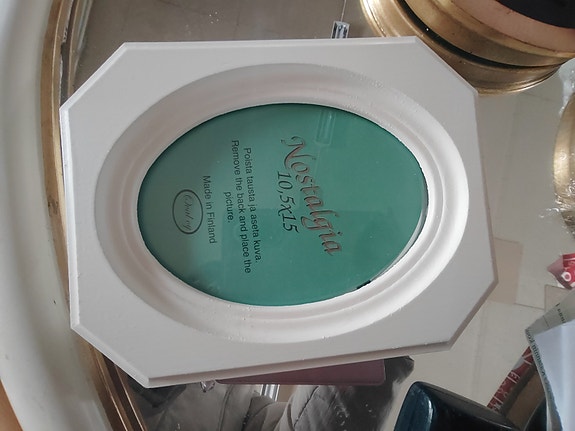 Nostalgia
10,5x15
Poista tausta ja aseta kuva.
Remove the back and place the
picture.
Made in Finland